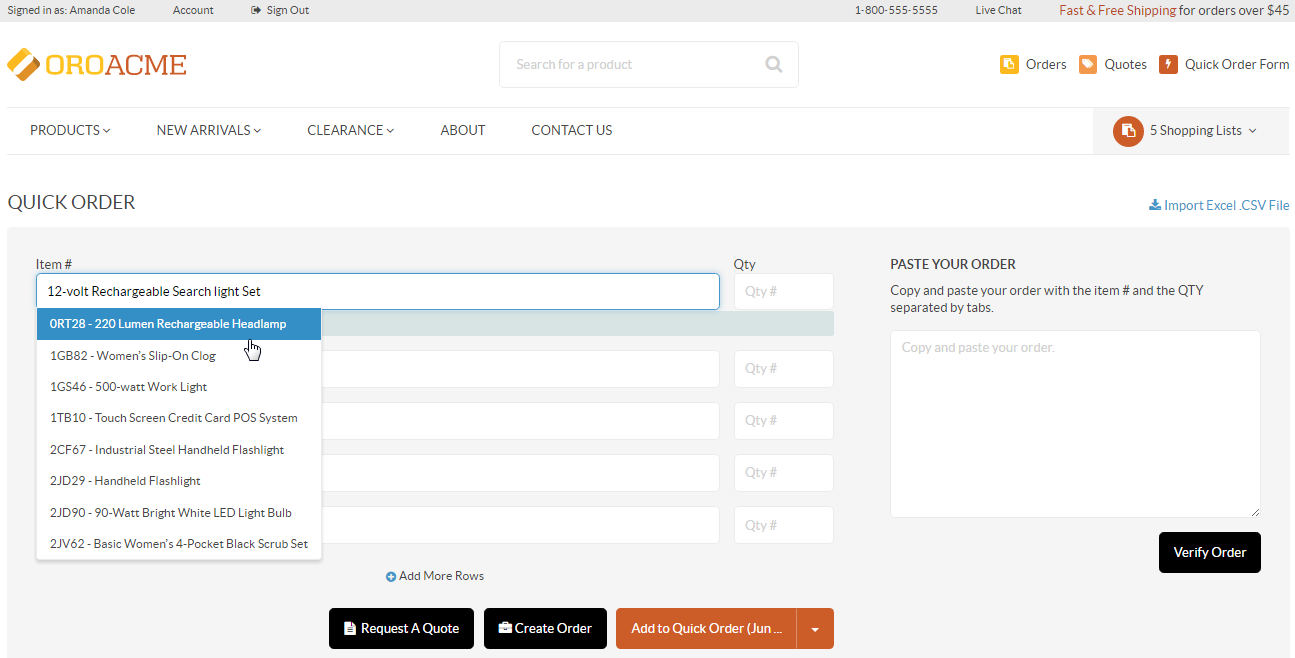 Signed in as: Amanda Cole
Account
Sign Out
1-800-555-5555
Live Chat
Fast & Free Shipping for orders over $45
OROACME
Search for a product
Orders
Quotes
Quick Order Form
PRODUCTS
NEW ARRIVALS
CLEARANCE
ABOUT
CONTACT US
5 Shopping Lists
QUICK ORDER
Import Excel .CSV File
Item #
Qty
12-volt Rechargeable Search light Set
Qty #
0RT28 - 220 Lumen Rechargeable Headlamp
1GB82 - Women's Slip-On Clog
1GS46 - 500-watt Work Light
1TB10 - Touch Screen Credit Card POS System
2CF67 - Industrial Steel Handheld Flashlight
2JD29 - Handheld Flashlight
2JD90 - 90-Watt Bright White LED Light Bulb
2JV62 - Basic Women's 4-Pocket Black Scrub Set
Qty #
Qty #
Qty #
Qty #
Add More Rows
Request A Quote
Create Order
Add to Quick Order (Jun ...
PASTE YOUR ORDER
Copy and paste your order with the item # and the QTY
separated by tabs.
Copy and paste your order.
Verify Order